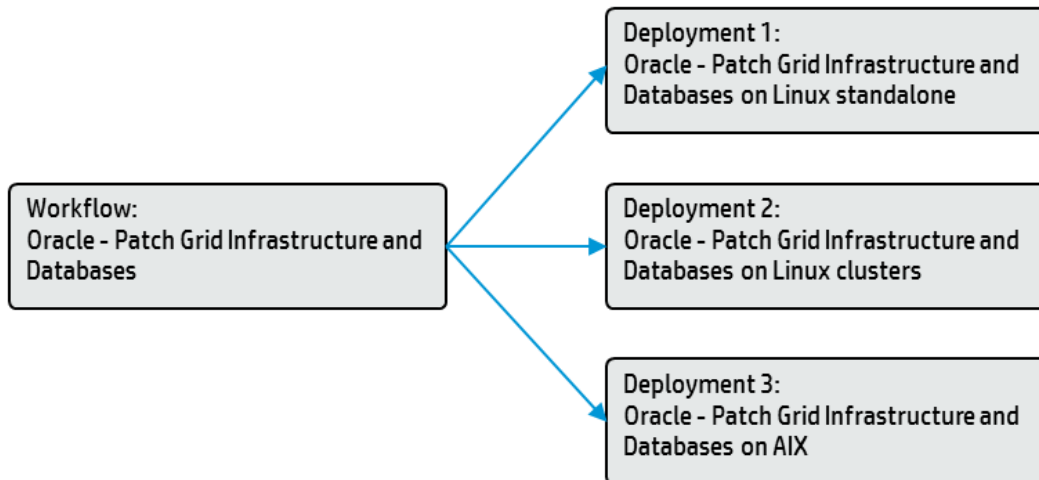 Deployment 1:
Oracle - Patch Grid Infrastructure and
Databases on Linux standalone
Workflow:
Oracle - Patch Grid Infrastructure and
Databases
Deployment 2:
Oracle - Patch Grid Infrastructure and
Databases on Linux clusters
Deployment 3:
Oracle - Patch Grid Infrastructure and
Databases on AIX